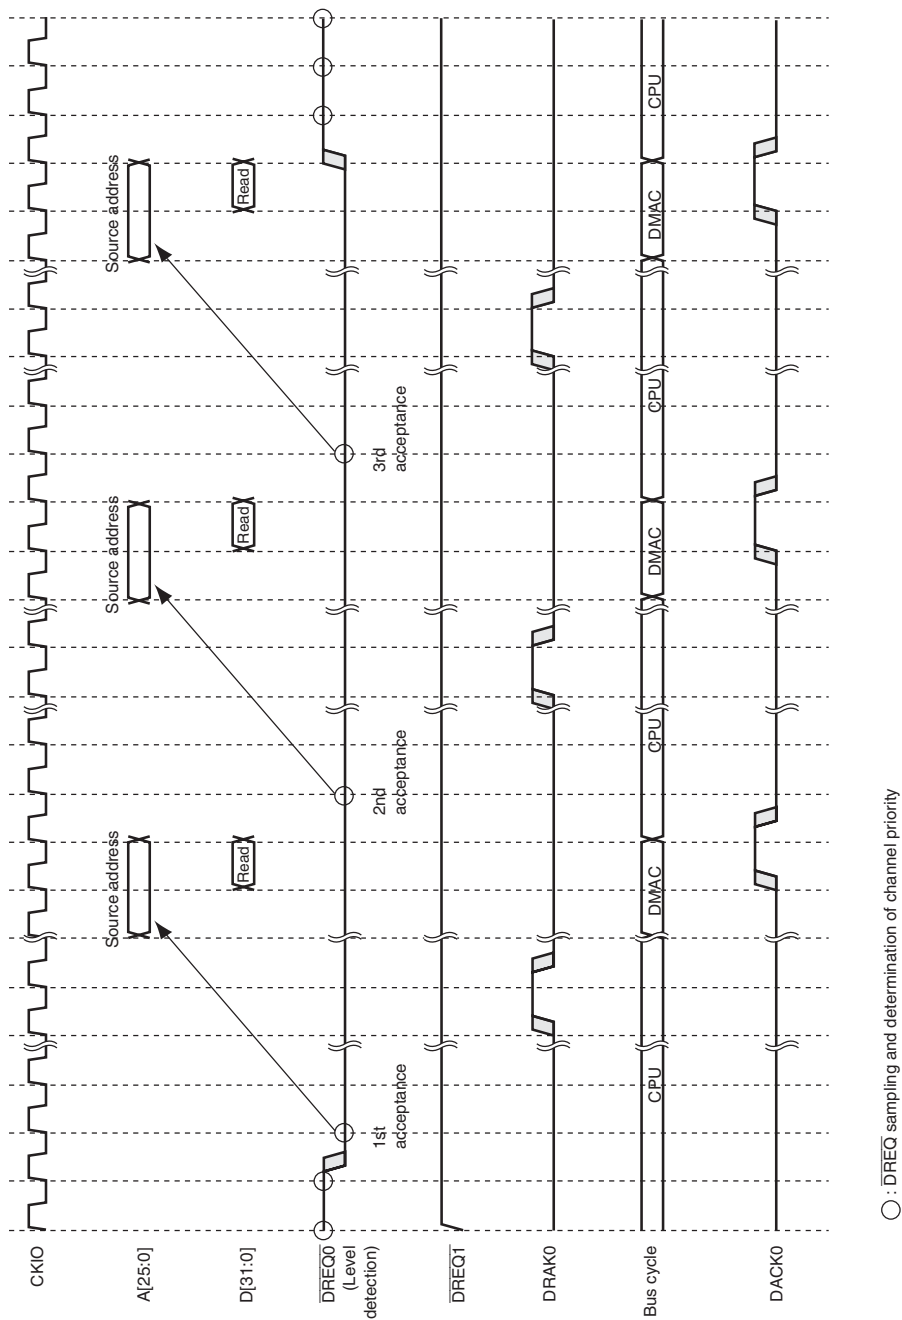 CKIO
A[25:0]
Source address
Source address
Source address
D[31:0]
Read
Read
Read
DREQ0
(Level
detection)
1st
acceptance
2nd
acceptance
3rd
acceptance
DREQ1
DRAK0
Bus cycle
CPU
DMAC
CPU
DMAC
CPU
DMAC
CPU
DACK0
: DREQ sampling and determination of channel priority